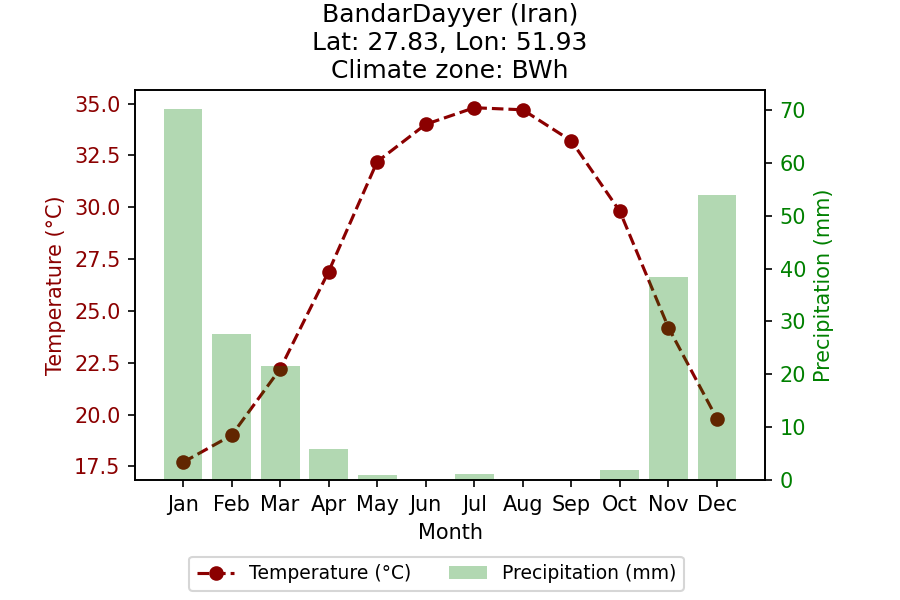 BandarDayyer (Iran)
Lat: 27.83, Lon: 51.93
Climate zone: BWh
35.0
32.5
30.0
27.5
25.0
22.5
20.0
17.5
Temperature (°C)
70
60
50
40
30
20
10
0
Precipitation (mm)
Jan Feb Mar Apr May Jun Jul Aug Sep Oct Nov Dec
Month
Temperature (°C) Precipitation (mm)